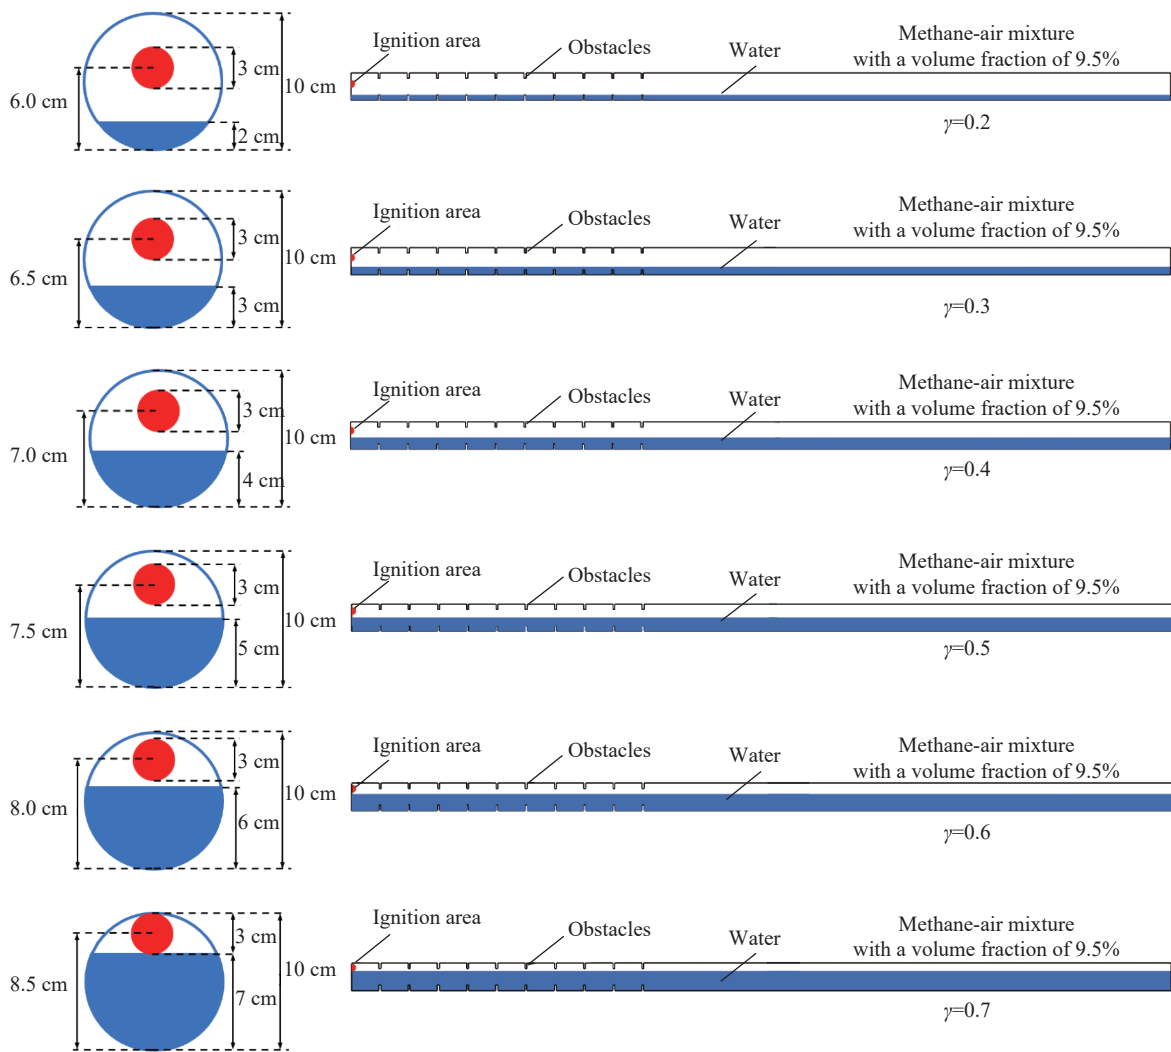 Ignition area
Obstacles
Water
Methane-air mixture
with a volume fraction of 9.5%
3 cm
10 cm
6.0 cm
2 cm
γ=0.2
Ignition area
Obstacles
Water
Methane-air mixture
with a volume fraction of 9.5%
3 cm
10 cm
6.5 cm
3 cm
γ=0.3
Ignition area
Obstacles
Water
Methane-air mixture
with a volume fraction of 9.5%
3 cm
10 cm
7.0 cm
4 cm
γ=0.4
Ignition area
Obstacles
Water
Methane-air mixture
with a volume fraction of 9.5%
3 cm
10 cm
7.5 cm
5 cm
γ=0.5
Ignition area
Obstacles
Water
Methane-air mixture
with a volume fraction of 9.5%
3 cm
10 cm
8.0 cm
6 cm
γ=0.6
Ignition area
Obstacles
Water
Methane-air mixture
with a volume fraction of 9.5%
3 cm
10 cm
8.5 cm
7 cm
γ=0.7